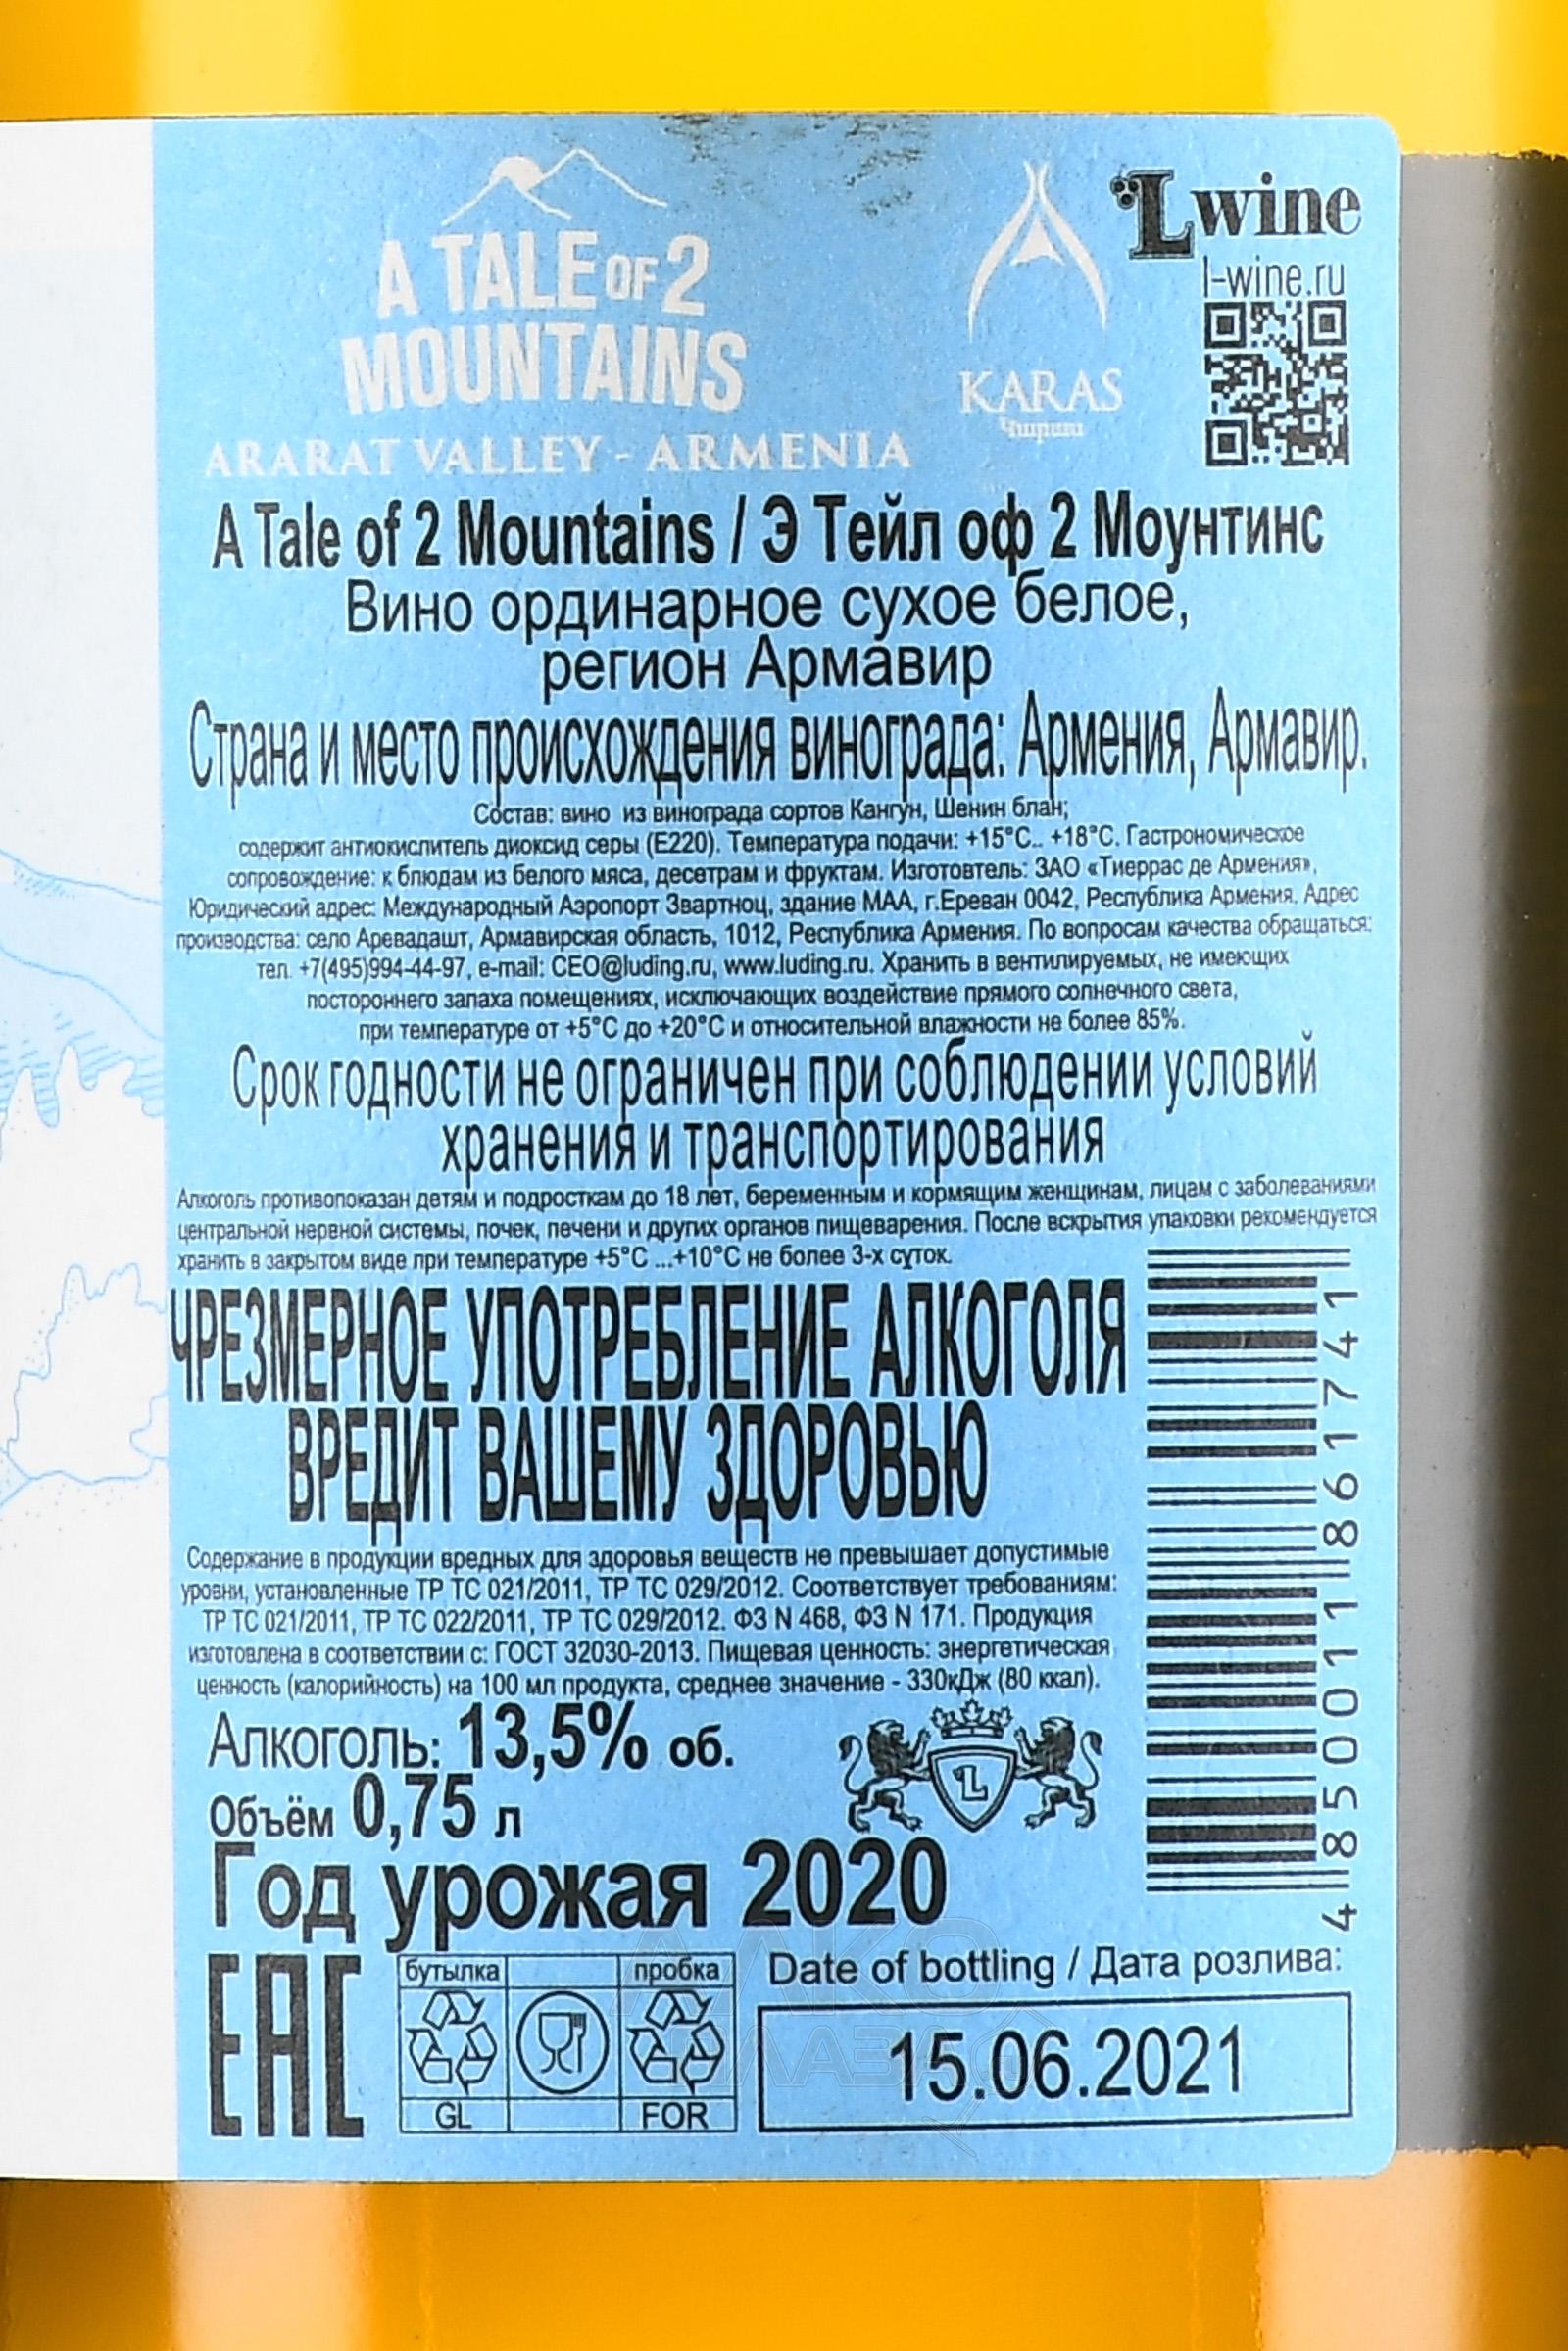 A TALE OF 2
MOUNTAINS
ARARAT VALLEY - ARMENIA
KARAS
Քարաս
Lwine
l-wine.ru
A Tale of 2 Mountains / Э Тейл оф 2 Моунтинс
Вино ординарное сухое белое,
регион Армавир
Страна и место происхождения винограда: Армения, Армавир.
Состав: вино из винограда сортов Кангун, Шенин блан;
содержит антиокислитель диоксид серы (Е220). Температура подачи: +15°С.. +18°С. Гастрономическое
сопровождение: к блюдам из белого мяса, десетрам и фруктам. Изготовтель: ЗАО «Тиеррас де Армения»,
Юридический адрес: Международный Аэропорт Звартноц, здание МАА, г.Ереван 0042, Республика Армения. Адрес
производства: село Аревадашт, Армавирская область, 1012, Республика Армения. По вопросам качества обращаться:
тел. +7(495)994-44-97, e-mail: CEO@luding.ru, www.luding.ru. Хранить в вентилируемых, не имеющих
постороннего запаха помещениях, исключающих воздействие прямого солнечного света,
при температуре от +5°С до +20°С и относительной влажности не более 85%.
Срок годности не ограничен при соблюдении условий
хранения и транспортирования
Алкоголь противопоказан детям и подросткам до 18 лет, беременным и кормящим женщинам, лицам с заболеваниями
центральной нервной системы, почек, печени и других органов пищеварения. После вскрытия упаковки рекомендуется
хранить в закрытом виде при температуре +5°С ...+10°С не более 3-х суток.
ЧРЕЗМЕРНОЕ УПОТРЕБЛЕНИЕ АЛКОГОЛЯ
ВРЕДИТ ВАШЕМУ ЗДОРОВЬЮ
Содержание в продукции вредных для здоровья веществ не превышает допустимые
уровни, установленные ТР ТС 021/2011, ТР ТС 029/2012. Соответствует требованиям:
ТР ТС 021/2011, ТР ТС 022/2011, ТР ТС 029/2012. ФЗ N 468, ФЗ N 171. Продукция
изготовлена в соответствии с: ГОСТ 32030-2013. Пищевая ценность: энергетическая
ценность (калорийность) на 100 мл продукта, среднее значение - 330кДж (80 ккал).
Алкоголь: 13,5% об.
Объём 0,75 л
L
Год урожая 2020
4 850011 861741
EAC
бутылка
пробка
GL
FOR
Date of bottling / Дата розлива:
15.06.2021
АЛКО
ПЛАЗА